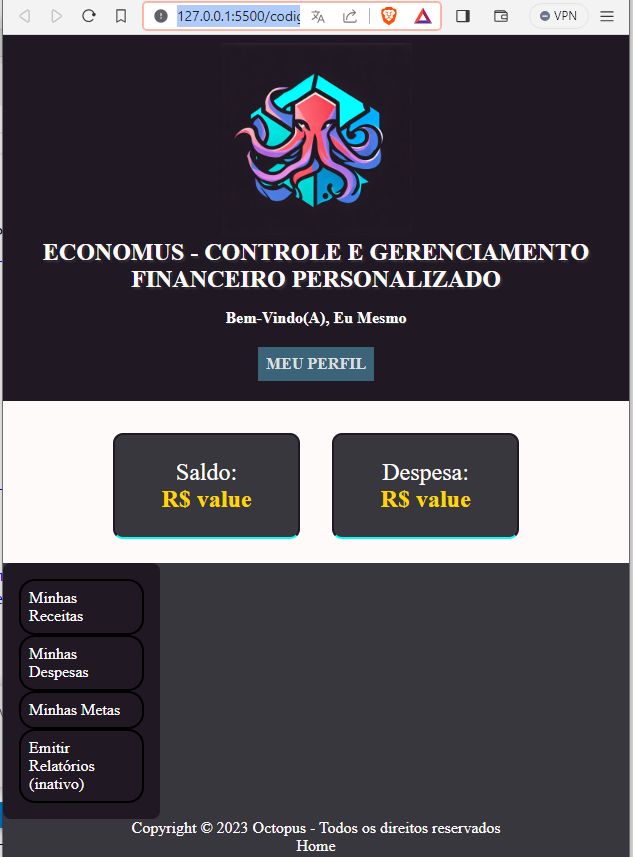 127.0.0.1:5500/codig
VPN
ECONOMUS - CONTROLE E GERENCIAMENTO
FINANCEIRO PERSONALIZADO
Bem-Vindo(A), Eu Mesmo
MEU PERFIL
Saldo:
R$ value
Despesa:
R$ value
Minhas
Receitas
Minhas
Despesas
Minhas Metas
Emitir
Relatórios
(inativo)
Copyright © 2023 Octopus - Todos os direitos reservados
Home